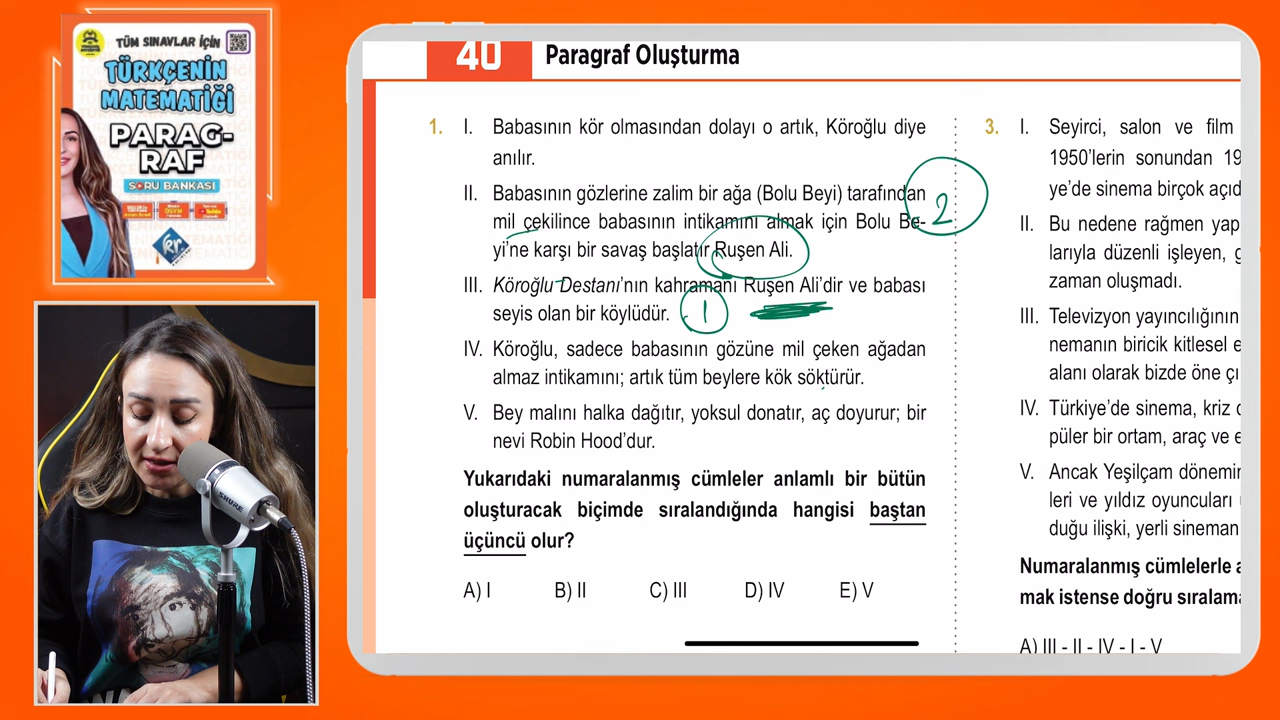 TÜM SINAVLAR İÇİN
TÜRKÇENİN
MATEMATİĞİ
PARAG-
RAF
SORU BANKASI
40 Paragraf Oluşturma
1. I. Babasının kör olmasından dolayı o artık, Köroğlu diye
anılır.
II. Babasının gözlerine zalim bir ağa (Bolu Beyi) tarafından
mil çekilince babasının intikamını almak için Bolu Be-
yi’ne karşı bir savaş başlatır Ruşen Ali.
2
III. Köroğlu Destanı’nın kahramanı Ruşen Ali’dir ve babası
seyis olan bir köylüdür.
1
IV. Köroğlu, sadece babasının gözüne mil çeken ağadan
almaz intikamını; artık tüm beylere kök söktürür.
V. Bey malını halka dağıtır, yoksul donatır, aç doyurur; bir
nevi Robin Hood’dur.
Yukarıdaki numaralanmış cümleler anlamlı bir bütün
oluşturacak biçimde sıralandığında hangisi baştan
üçüncü olur?
A) I B) II C) III D) IV E) V
3. I. Seyirci, salon ve film
1950’lerin sonundan 19
ye’de sinema birçok açıd
II. Bu nedene rağmen yap
larıyla düzenli işleyen, g
zaman oluşmadı.
III. Televizyon yayıncılığının
nemanın biricik kitlesel e
alanı olarak bizde öne çı
IV. Türkiye’de sinema, kriz
püler bir ortam, araç ve e
V. Ancak Yeşilçam dönemin
leri ve yıldız oyuncuları
duğu ilişki, yerli sineman
Numaralanmış cümlelerle a
mak istense doğru sıralama
A) III - II - IV - I - V
SHURE